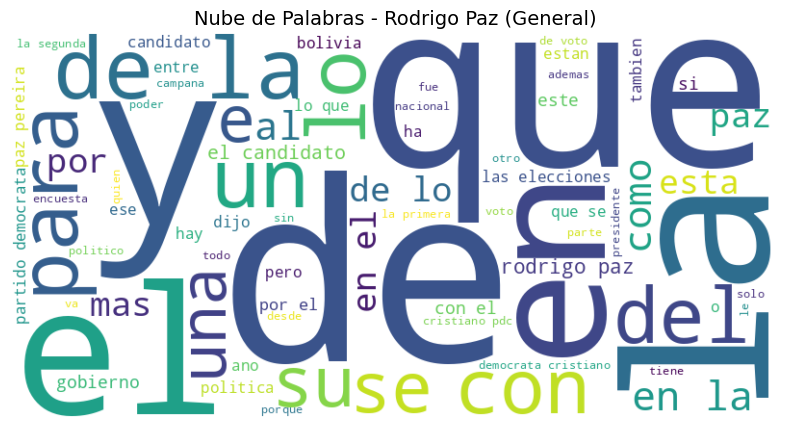 Nube de Palabras - Rodrigo Paz (General)
la segunda
candidato
bolivia
de voto
estan
tambien
de la
entre
campana
poder
lo
lo que
que
fue
nacional
ha
ademas
este
si
paz
paz pereira
para
por
y
e
al
el candidato
un
de lo
la primera
otro
las elecciones
voto
que se
parte
como
esta
la
encuesta
quien
ese
dijo
sin
hay
politico
partido democrata
en el
en
presidente
de
mas
una
todo
pero
por el
desde
rodrigo paz
con el
cristiano pdc
del
solo
o
le
va
el
gobierno
ano
politica
porque
su
se
con
democrata cristiano
tiene
en la